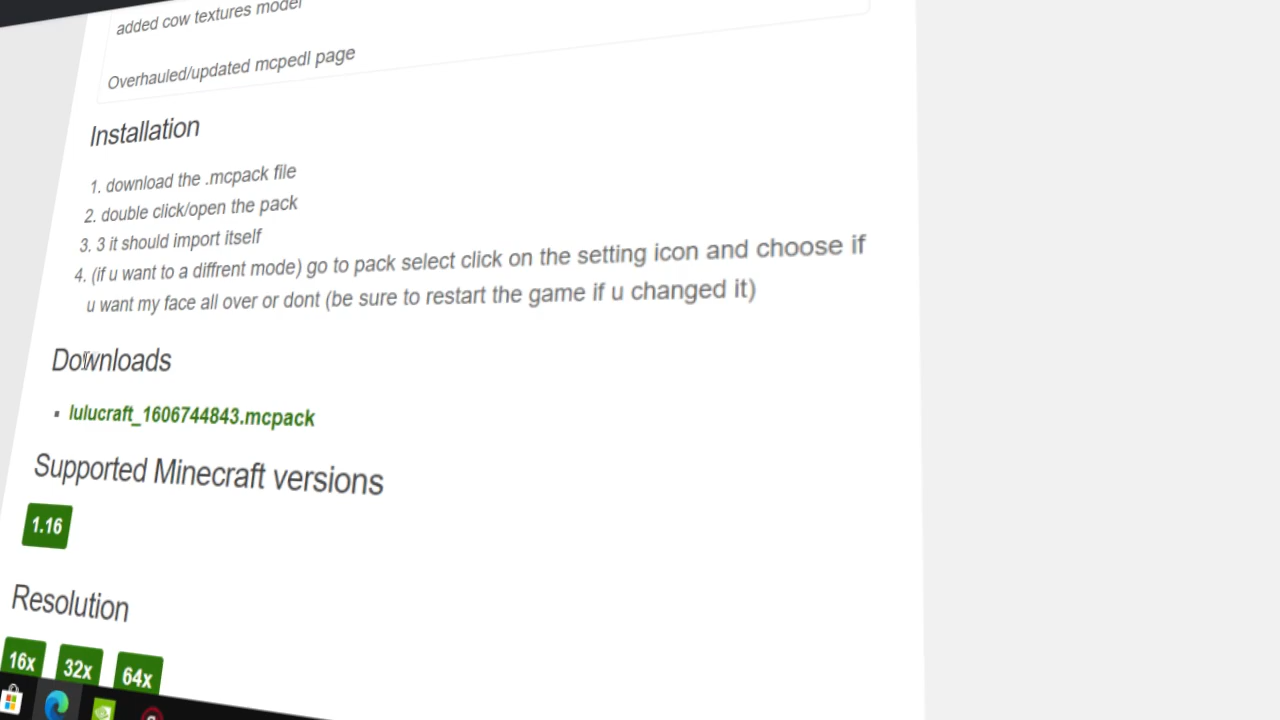 added cow textures model
Overhauled/updated mcpedl page
Installation
1. download the .mcpack file
2. double click/open the pack
3. 3 it should import itself
4. (if u want to a diffrent mode) go to pack select click on the setting icon and choose if
u want my face all over or dont (be sure to restart the game if u changed it)
Downloads
▪ lulucraft_1606744843.mcpack
Supported Minecraft versions
1.16
Resolution
16x 32x 64x